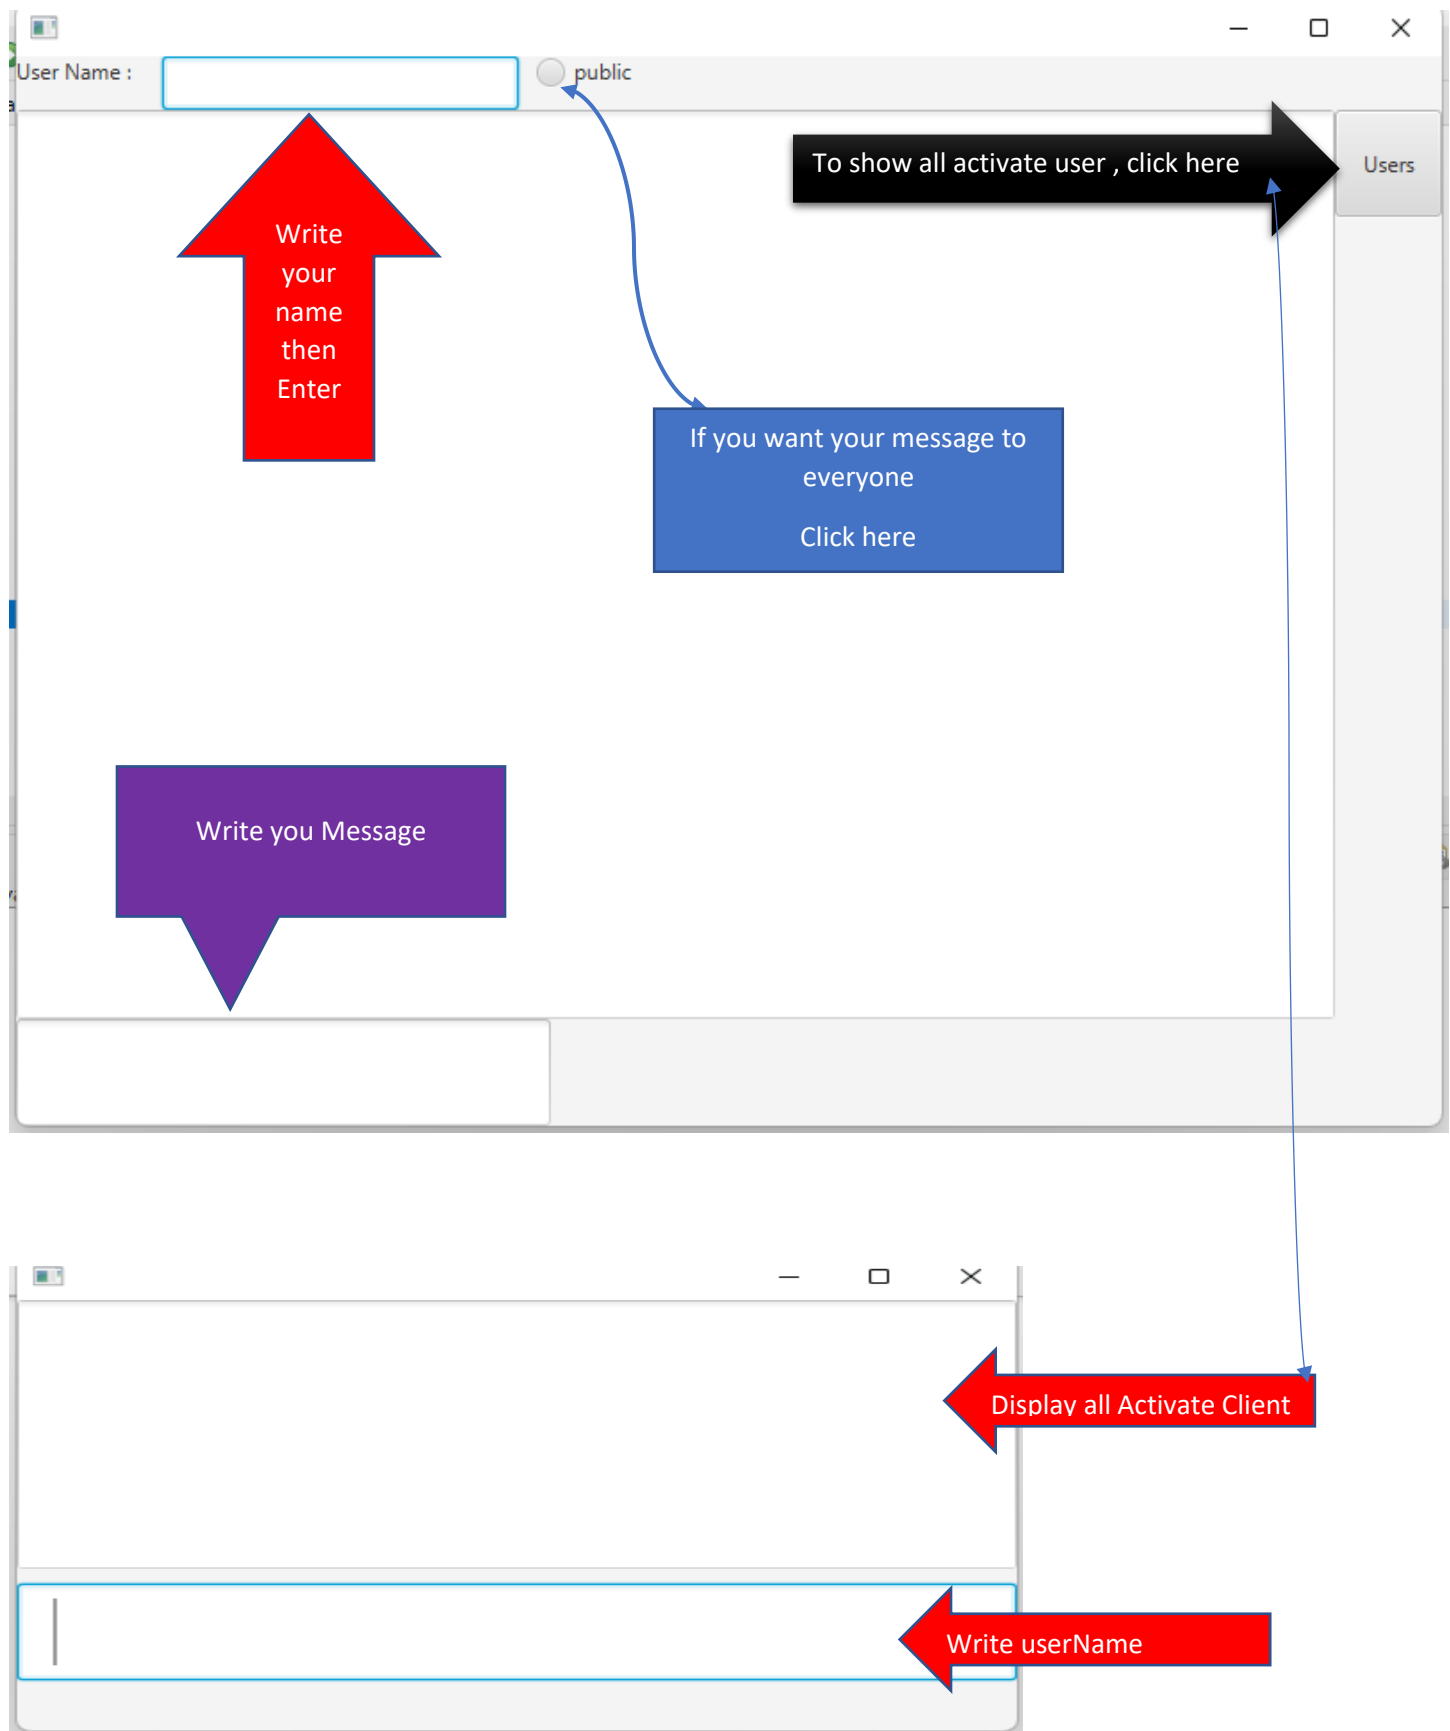 User Name :
public
To show all activate user , click here
Users
Write
your
name
then
Enter
If you want your message to
everyone
Click here
Write you Message
Display all Activate Client
Write userName